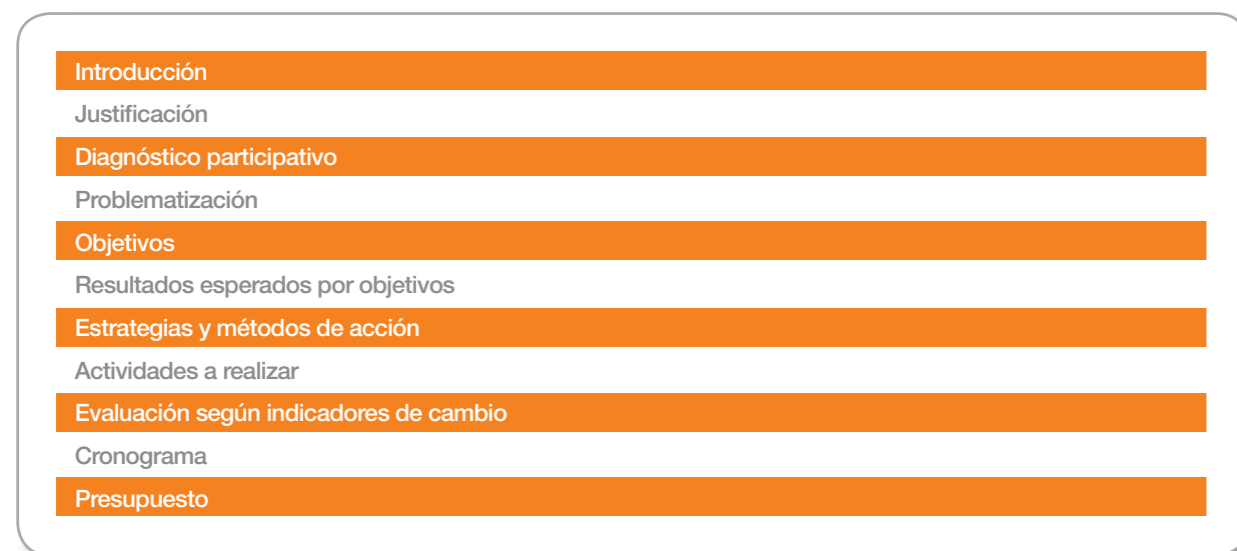 Introducción
Justificación
Diagnóstico participativo
Problematización
Objetivos
Resultados esperados por objetivos
Estrategias y métodos de acción
Actividades a realizar
Evaluación según indicadores de cambio
Cronograma
Presupuesto